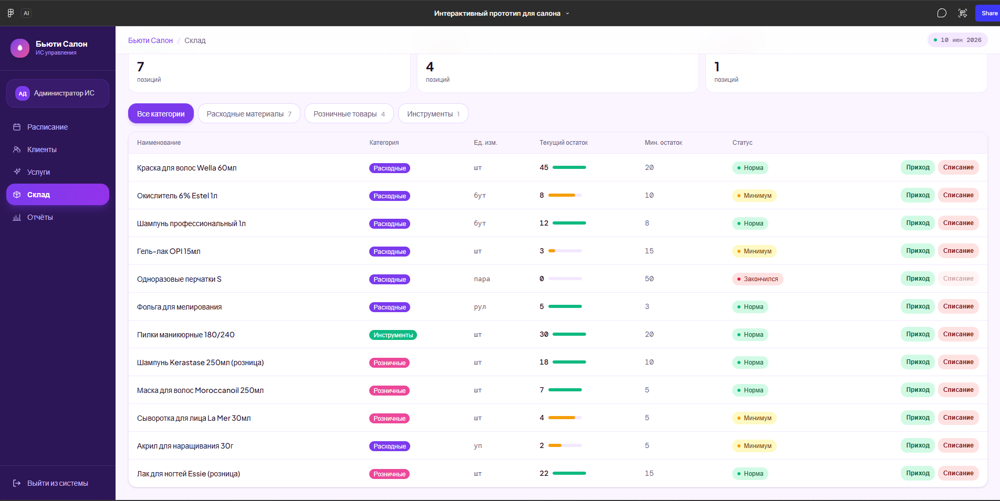 AI
Интерактивный прототип для салона
Share
Бьюти Салон
ИС управления
АД Администратор ИС
Расписание
Клиенты
Услуги
Склад
Отчёты
Выйти из системы
Бьюти Салон / Склад
10 июн 2026
7 4 1
позиций позиций позиций
Все категории Расходные материалы 7 Розничные товары 4 Инструменты 1
Наименование Категория Ед. изм. Текущий остаток Мин. остаток Статус
Краска для волос Wella 60мл Расходные шт 45 20 Норма Приход Списание
Окислитель 6% Estel 1л Расходные бут 8 10 Минимум Приход Списание
Шампунь профессиональный 1л Расходные бут 12 8 Норма Приход Списание
Гель-лак OPI 15мл Расходные шт 3 15 Минимум Приход Списание
Одноразовые перчатки S Расходные пара 0 50 Закончился Приход Списание
Фольга для мелирования Расходные рул 5 3 Норма Приход Списание
Пилки маникюрные 180/240 Инструменты шт 30 20 Норма Приход Списание
Шампунь Kerastase 250мл (розница) Розничные шт 18 10 Норма Приход Списание
Маска для волос Moroccanoil 250мл Розничные шт 7 5 Норма Приход Списание
Сыворотка для лица La Mer 30мл Розничные шт 4 5 Минимум Приход Списание
Акрил для наращивания 30г Расходные уп 2 5 Минимум Приход Списание
Лак для ногтей Essie (розница) Розничные шт 22 15 Норма Приход Списание